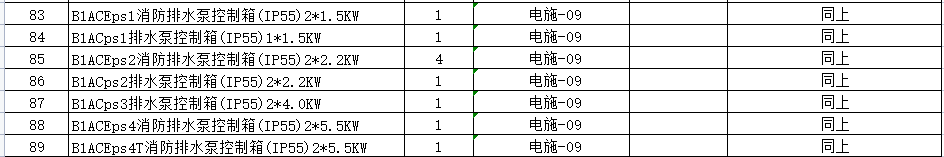 83 B1ACEps1消防排水泵控制箱(IP55)2*1.5KW 1 电施-09 同上
84 B1ACps1排水泵控制箱(IP55)1*1.5KW 1 电施-09 同上
85 B1ACEps2消防排水泵控制箱(IP55)2*2.2KW 4 电施-09 同上
86 B1ACps2排水泵控制箱(IP55)2*2.2KW 1 电施-09 同上
87 B1ACps3排水泵控制箱(IP55)2*4.0KW 1 电施-09 同上
88 B1ACEps4消防排水泵控制箱(IP55)2*5.5KW 1 电施-09 同上
89 B1ACEps4T消防排水泵控制箱(IP55)2*5.5KW 1 电施-09 同上